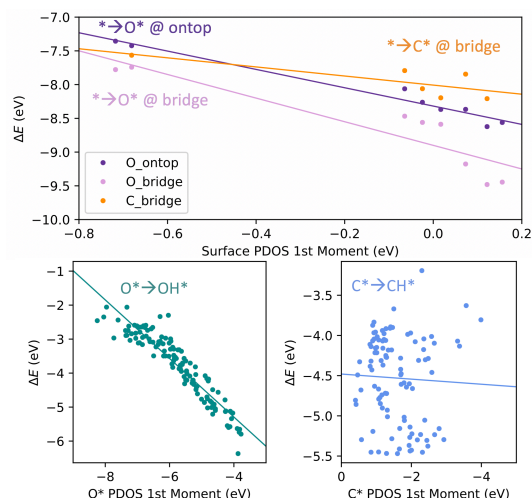 *→O* @ ontop
*→C* @ bridge
*→O* @ bridge
O_ontop
O_bridge
C_bridge
ΔE (eV)
−7.0
−7.5
−8.0
−8.5
−9.0
−9.5
−10.0
−0.8 −0.6 −0.4 −0.2 0.0 0.2
Surface PDOS 1st Moment (eV)
O*→OH*
ΔE (eV)
−1
−2
−3
−4
−5
−6
−8 −6 −4
O* PDOS 1st Moment (eV)
C*→CH*
ΔE (eV)
−3.5
−4.0
−4.5
−5.0
−5.5
0 −2 −4
C* PDOS 1st Moment (eV)